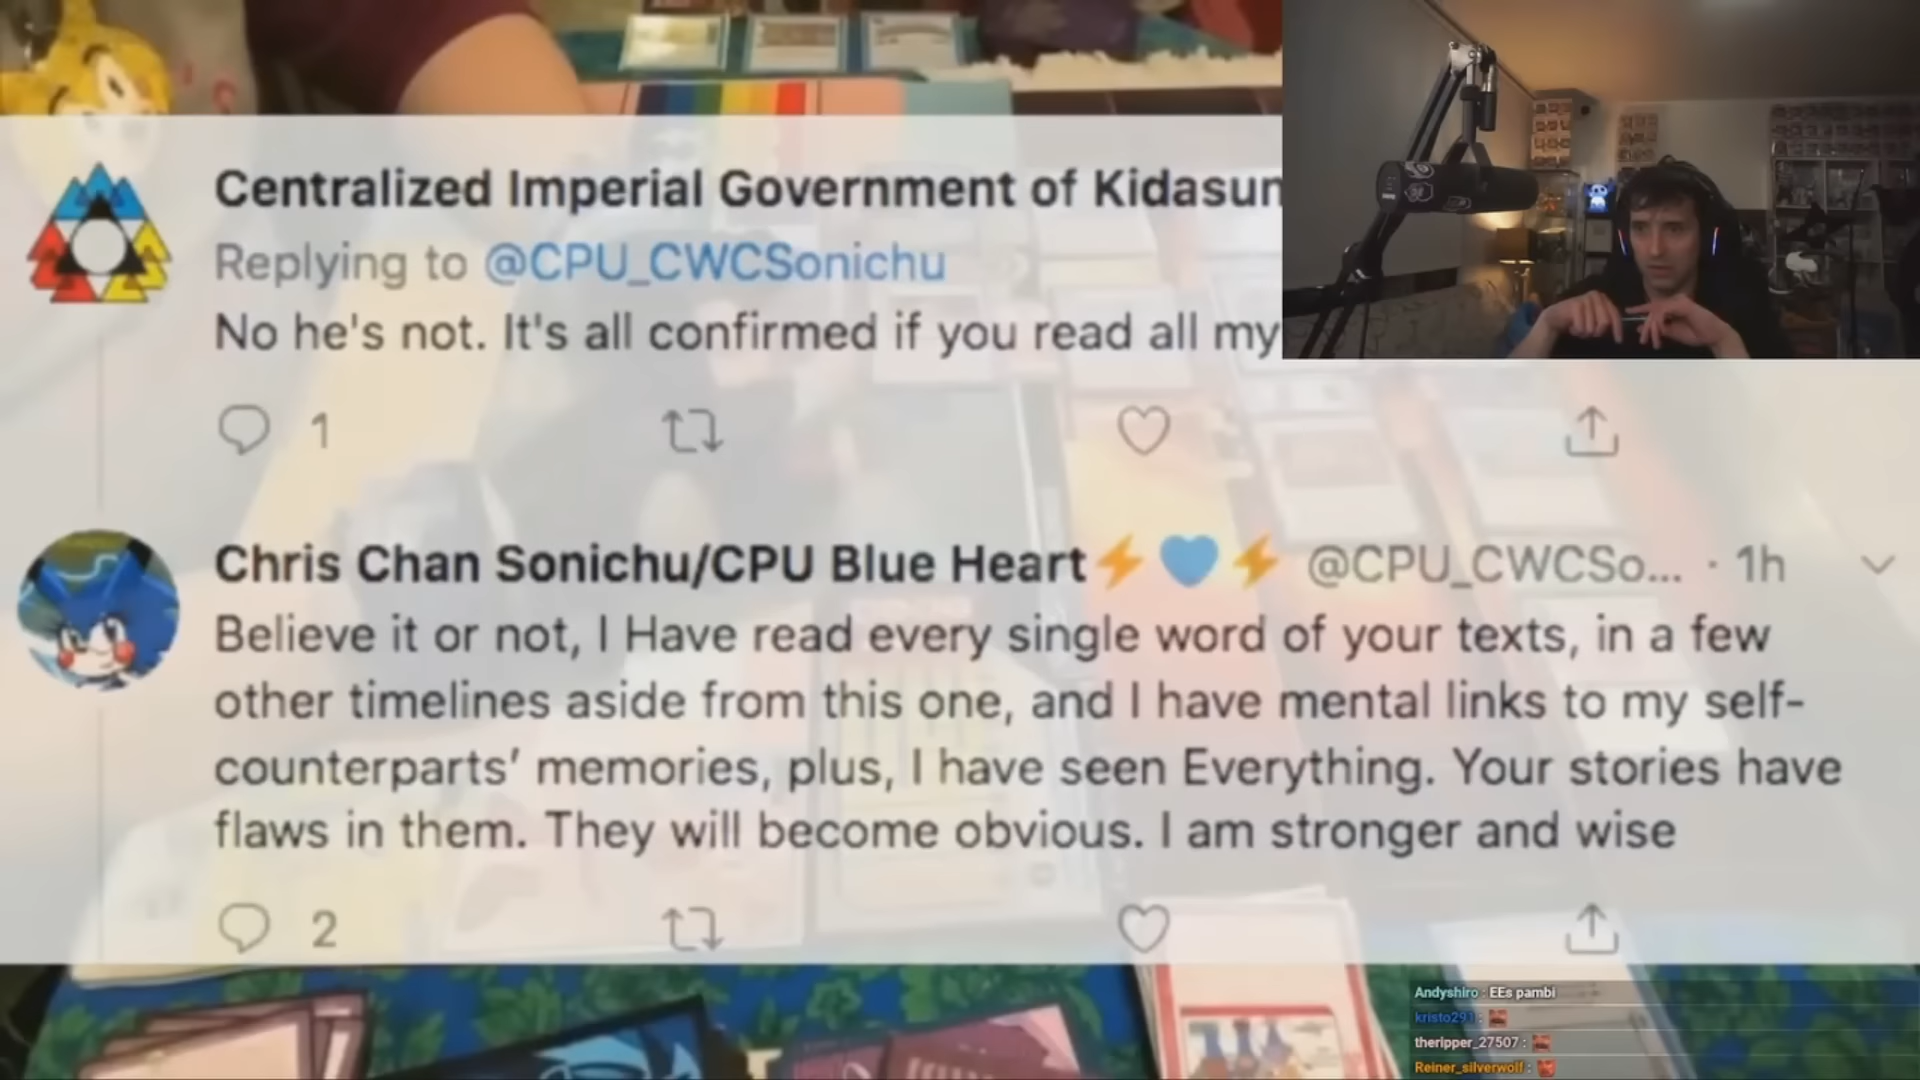 Centralized Imperial Government of Kidasun
Replying to @CPU_CWCSonichu
No he's not. It's all confirmed if you read all my
1
Chris Chan Sonichu/CPU Blue Heart⚡💙⚡ @CPU_CWCSo... · 1h
Believe it or not, I Have read every single word of your texts, in a few
other timelines aside from this one, and I have mental links to my self-
counterparts’ memories, plus, I have seen Everything. Your stories have
flaws in them. They will become obvious. I am stronger and wise
2
Andyshiro : EEs pambi
kristo291 :
theripper_27507 :
Reiner_silverwolf :